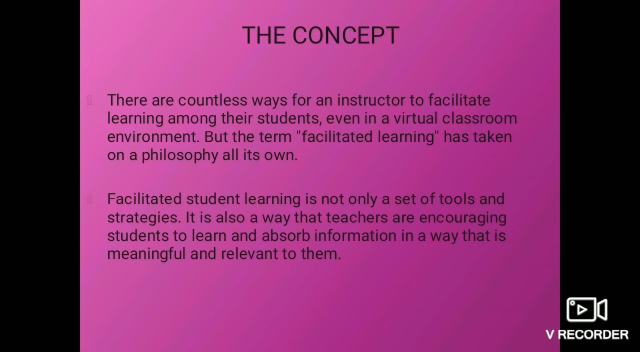 THE CONCEPT
There are countless ways for an instructor to facilitate
learning among their students, even in a virtual classroom
environment. But the term "facilitated learning" has taken
on a philosophy all its own.
Facilitated student learning is not only a set of tools and
strategies. It is also a way that teachers are encouraging
students to learn and absorb information in a way that is
meaningful and relevant to them.
V RECORDER